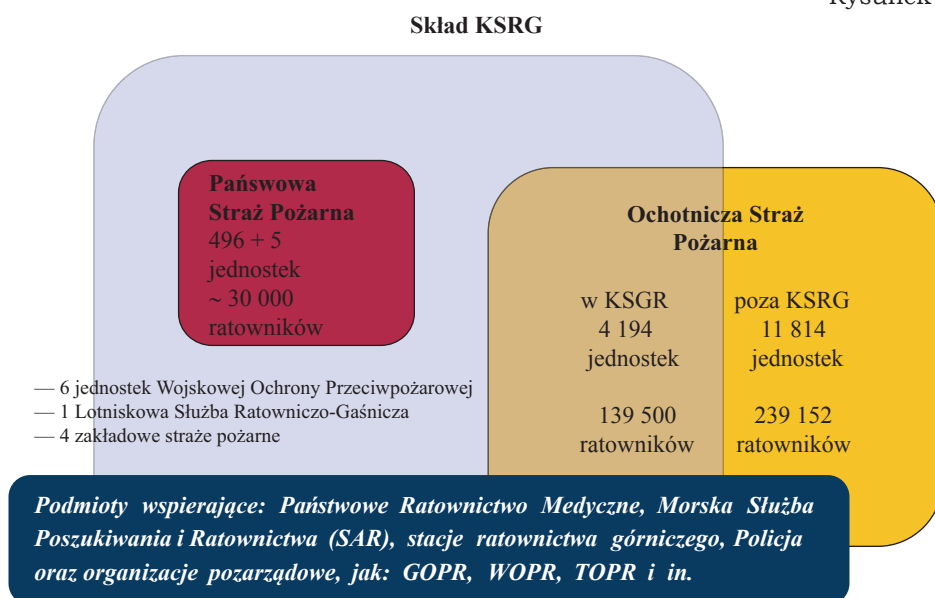 Rysunek
Skład KSRG
Pańswowa
Straż Pożarna
496 + 5
jednostek
~ 30 000
ratowników
Ochotnicza Straż
Pożarna
w KSGR
4 194
jednostek
139 500
ratowników
poza KSRG
11 814
jednostek
239 152
ratowników
— 6 jednostek Wojskowej Ochrony Przeciwpożarowej
— 1 Lotniskowa Służba Ratowniczo-Gaśnicza
— 4 zakładowe straże pożarne
Podmioty wspierające: Państwowe Ratownictwo Medyczne, Morska Służba
Poszukiwania i Ratownictwa (SAR), stacje ratownictwa górniczego, Policja
oraz organizacje pozarządowe, jak: GOPR, WOPR, TOPR i in.